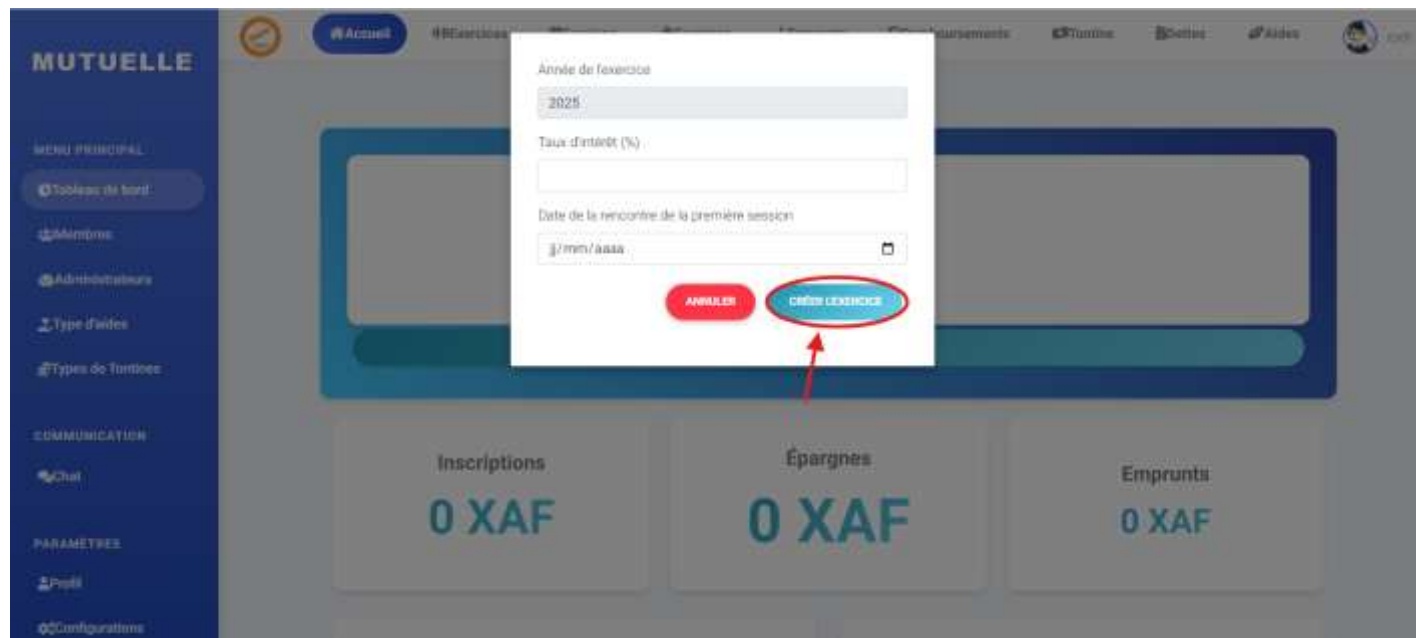 MUTUELLE
Accueil
Tontine
Dettes
Aides
MENU PRINCIPAL
Tableau de bord
Membres
Administrateurs
Type d'aides
Types de Tontines
COMMUNICATION
Chat
PARAMÈTRES
Profil
Configurations
Année de l'exercice
2025
Taux d'intérêt (%)
Date de la rencontre de la première session
jj/mm/aaaa
ANNULER
CRÉER L'EXERCICE
Inscriptions
0 XAF
Épargnes
0 XAF
Emprunts
0 XAF